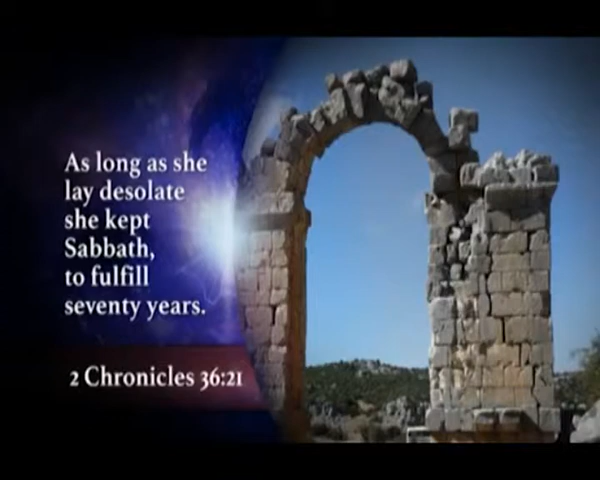 As long as she
lay desolate
she kept
Sabbath,
to fulfill
seventy years.
2 Chronicles 36:21